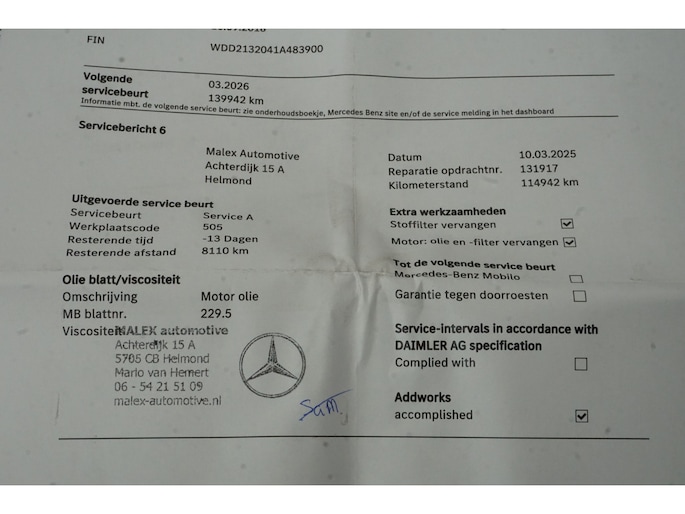 FIN
WDD2132041A483900
Volgende servicebeurt
03.2026
139942 km
Informatie mbt. de volgende service beurt: zie onderhoudsboekje, Mercedes Benz site en/of de service melding in het dashboard
Servicebericht 6
Malex Automotive
Achterdijk 15 A
Helmond
Datum 10.03.2025
Reparatie opdrachtnr. 131917
Kilometerstand 114942 km
Uitgevoerde service beurt
Servicebeurt Service A
Werkplaatscode 505
Resterende tijd -13 Dagen
Resterende afstand 8110 km
Extra werkzaamheden
Stoffilter vervangen
Motor: olie en -filter vervangen
Tot de volgende service beurt
Mercedes-Benz Mobilo
Garantie tegen doorroesten
Olie blatt/viscositeit
Omschrijving Motor olie
MB blattnr. 229.5
Viscositeit
MALEX automotive
Achterdijk 15 A
5705 CB Helmond
Mario van Hemert
06 - 54 21 51 09
malex-automotive.nl
Service-intervals in accordance with
DAIMLER AG specification
Complied with
Addworks
accomplished